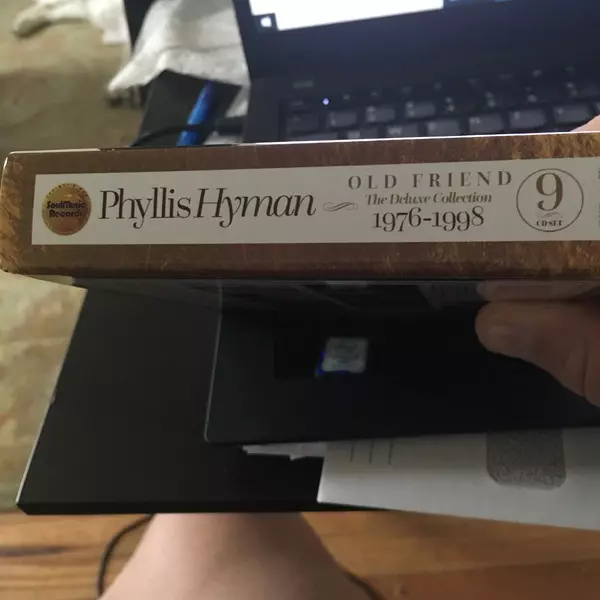 SoulMusic
Records
Phyllis Hyman
OLD FRIEND
The Deluxe Collection
1976-1998
9
CD SET